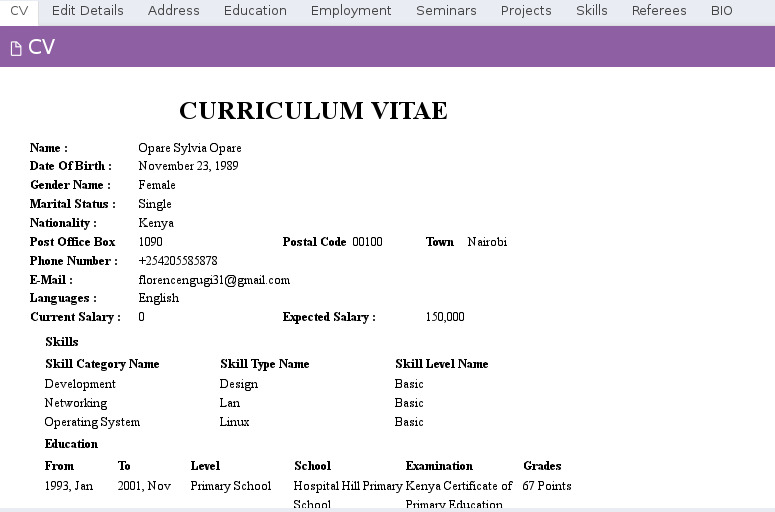 CV Edit Details Address Education Employment Seminars Projects Skills Referees BIO
CV
CURRICULUM VITAE
Name : Opare Sylvia Opare
Date Of Birth : November 23, 1989
Gender Name : Female
Marital Status : Single
Nationality : Kenya
Post Office Box 1090 Postal Code 00100 Town Nairobi
Phone Number : +254205585878
E-Mail : florencengugi31@gmail.com
Languages : English
Current Salary : 0 Expected Salary : 150,000
Skills
Skill Category Name Skill Type Name Skill Level Name
Development Design Basic
Networking Lan Basic
Operating System Linux Basic
Education
From To Level School Examination Grades
1993, Jan 2001, Nov Primary School Hospital Hill Primary Kenya Certificate of 67 Points
School Primary Education